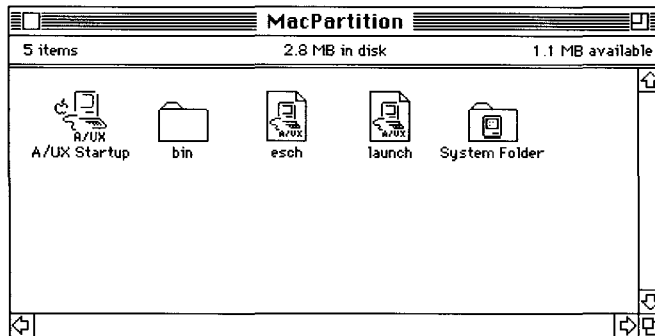 MacPartition
5 items 2.8 MB in disk 1.1 MB available
A/UX A/UX A/UX
A/UX Startup bin esch launch System Folder